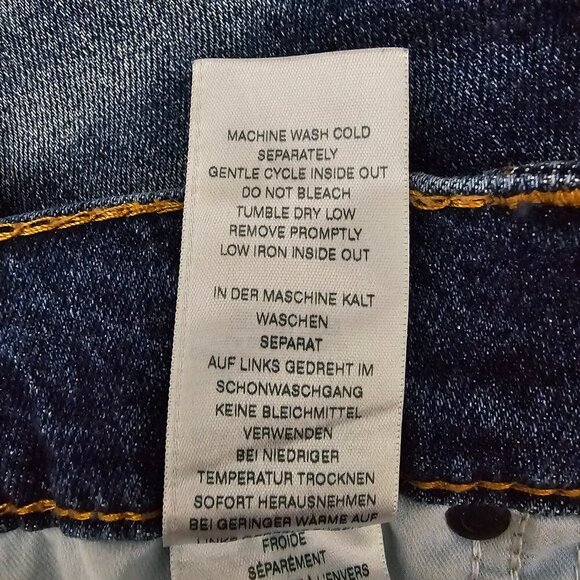 MACHINE WASH COLD
SEPARATELY
GENTLE CYCLE INSIDE OUT
DO NOT BLEACH
TUMBLE DRY LOW
REMOVE PROMPTLY
LOW IRON INSIDE OUT
IN DER MASCHINE KALT
WASCHEN
SEPARAT
AUF LINKS GEDREHT IM
SCHONWASCHGANG
KEINE BLEICHMITTEL
VERWENDEN
BEI NIEDRIGER
TEMPERATUR TROCKNEN
SOFORT HERAUSNEHMEN
BEI GERINGER WÄRME AUF
LINKS
FROIDE
SÉPARÉMENT
L'ENVERS